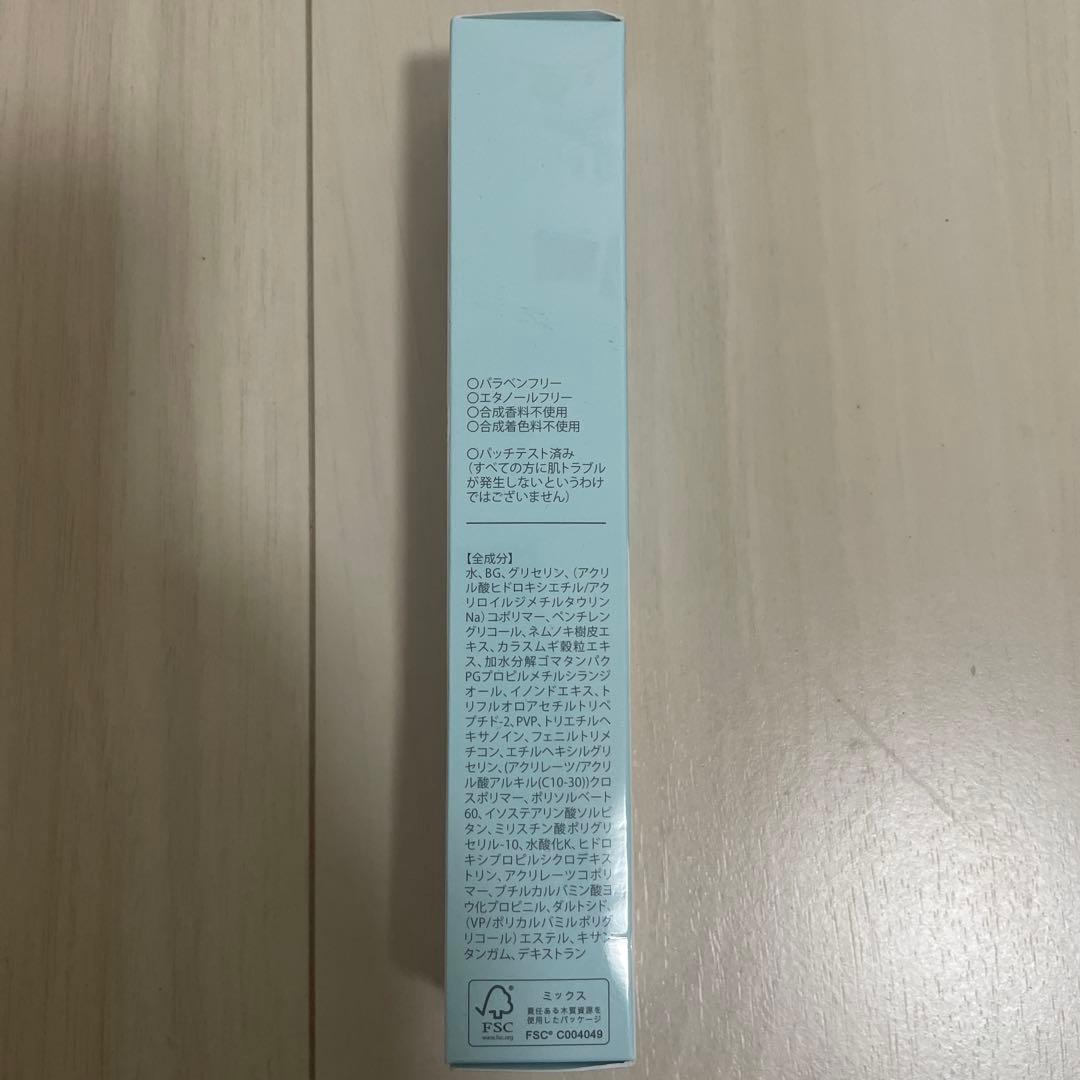 〇パラベンフリー
〇エタノールフリー
〇合成香料不使用
〇合成着色料不使用
〇パッチテスト済み
(すべての方に肌トラブル
が発生しないというわけ
ではございません)
【全成分】
水、BG、グリセリン、(アクリ
ル酸ヒドロキシエチル/アク
リロイルジメチルタウリン
Na)コポリマー、ペンチレン
グリコール、ネムノキ樹皮エ
キス、カラスムギ穀粒エキ
ス、加水分解ゴマタンパク
PGプロピルメチルシランジ
オール、イノンドエキス、ト
リフルオロアセチルトリペ
プチド-2、PVP、トリエチルヘ
キサノイン、フェニルトリメ
チコン、エチルヘキシルグリ
セリン、(アクリレーツ/アクリ
ル酸アルキル(C10-30))クロ
スポリマー、ポリソルベート
60、イソステアリン酸ソルビ
タン、ミリスチン酸ポリグリ
セリル-10、水酸化K、ヒドロ
キシプロピルシクロデキス
トリン、アクリレーツコポリ
マー、ブチルカルバミン酸ヨ
ウ化プロピニル、ダルトシド、
(VP/ポリカルバミルポリグ
リコール)エステル、キサン
タンガム、デキストラン
ミックス
責任ある木質資源を
使用したパッケージ
FSC
www.fsc.org
FSC® C004049